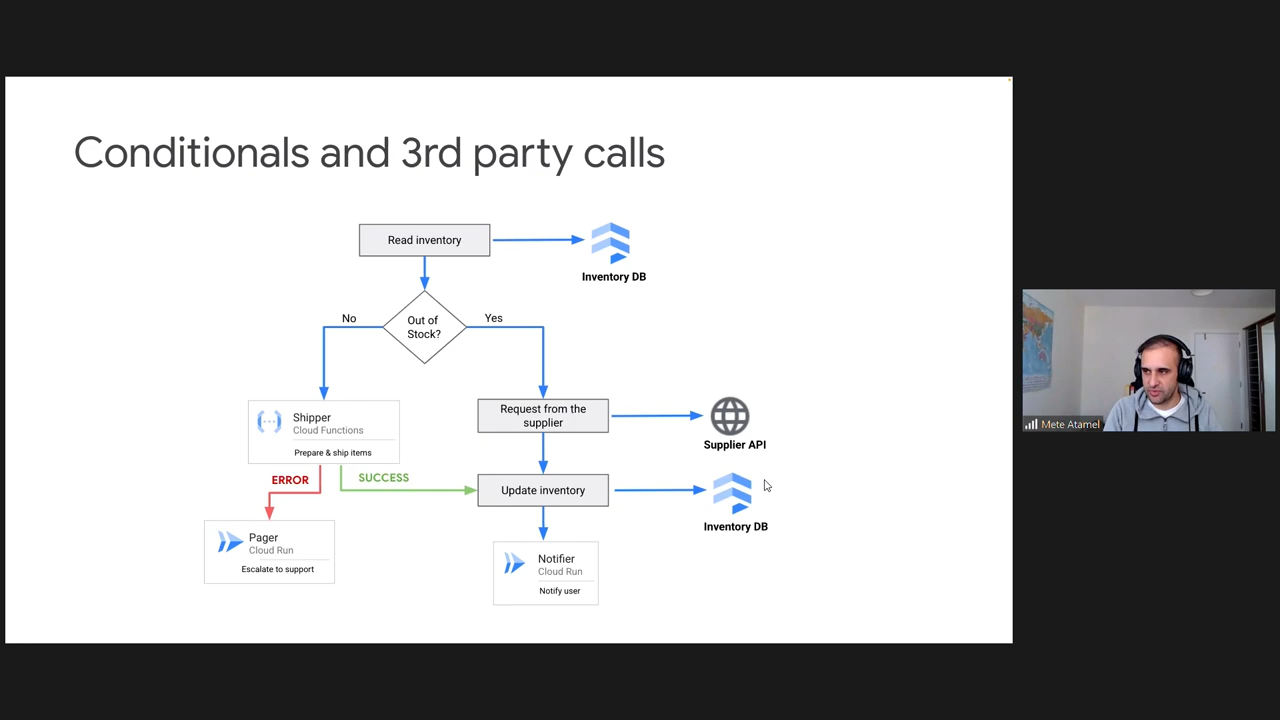 Conditionals and 3rd party calls
Read inventory
Inventory DB
Out of
Stock?
No
Yes
Shipper
Cloud Functions
Prepare & ship items
Request from the
supplier
Supplier API
ERROR
SUCCESS
Update inventory
Inventory DB
Pager
Cloud Run
Escalate to support
Notifier
Cloud Run
Notify user
Mete Atamel